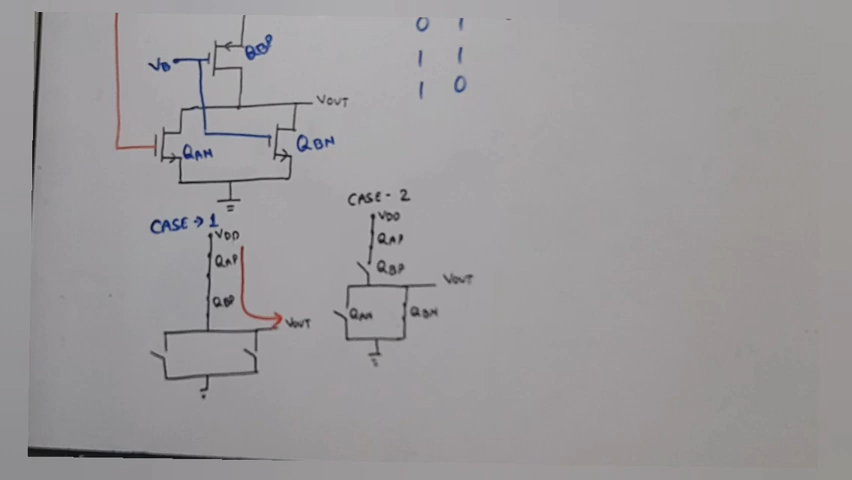 0 1
QBP
VB
1 1
1 0
VOUT
QAN
QBN
CASE - 2
CASE → 1
VDD
VDD
QAP
QAP
QBP
VOUT
QBP
QAN
QBN
VOUT